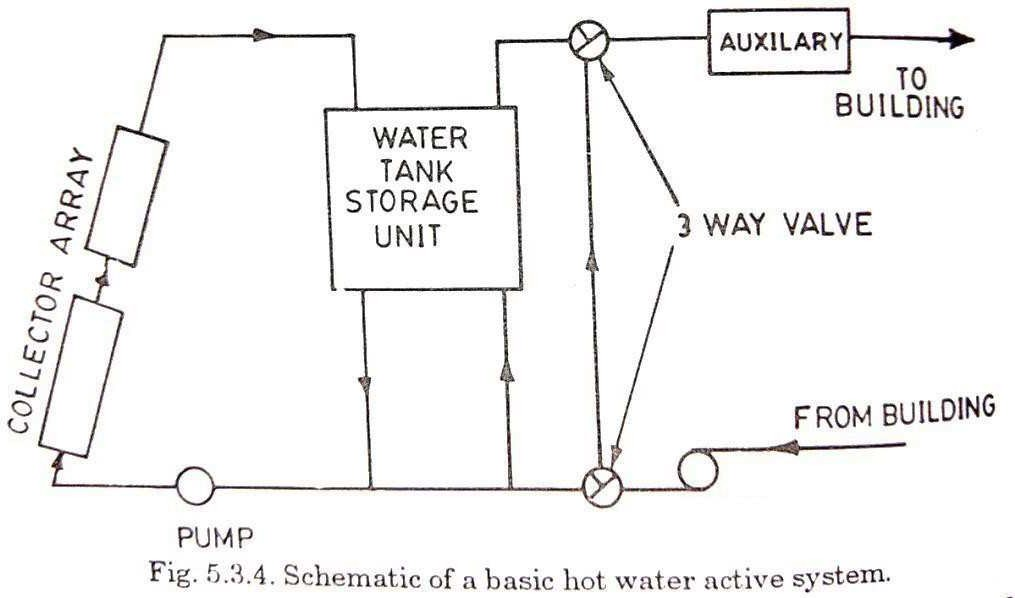 AUXILARY
TO
BUILDING
WATER
TANK
STORAGE
UNIT
COLLECTOR ARRAY
3 WAY VALVE
FROM BUILDING
PUMP
Fig. 5.3.4. Schematic of a basic hot water active system.